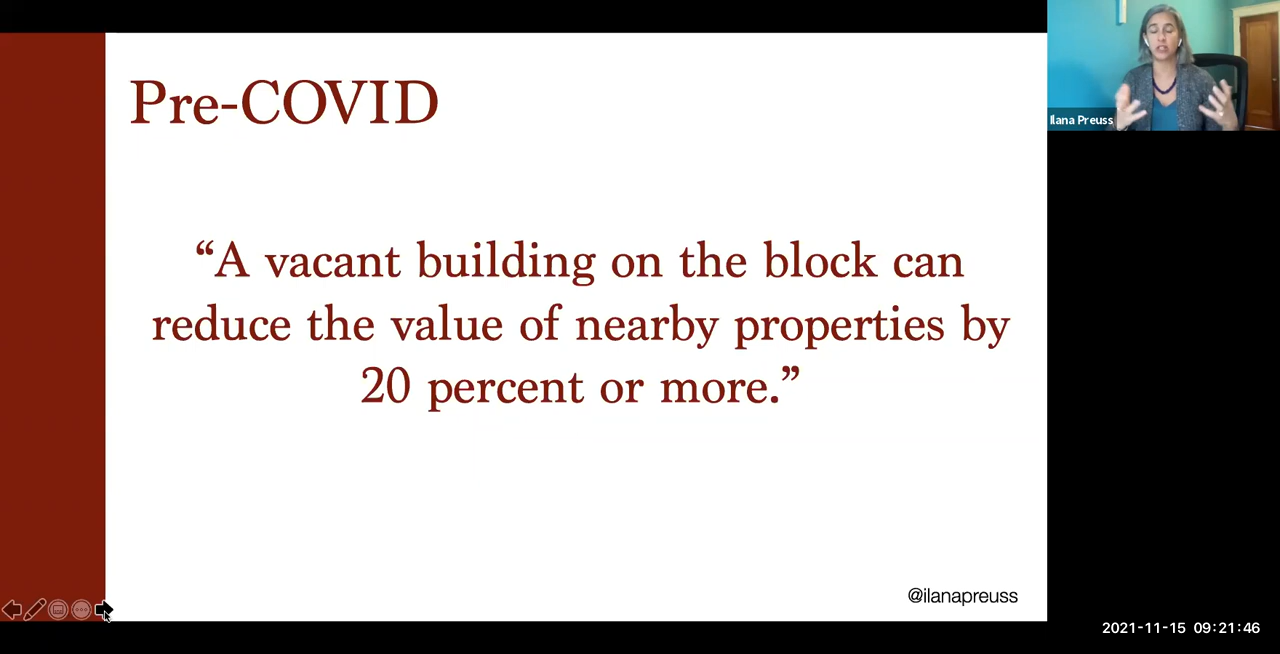 Pre-COVID
“A vacant building on the block can
reduce the value of nearby properties by
20 percent or more.”
@ilanapreuss
Ilana Preuss
2021-11-15 09:21:46